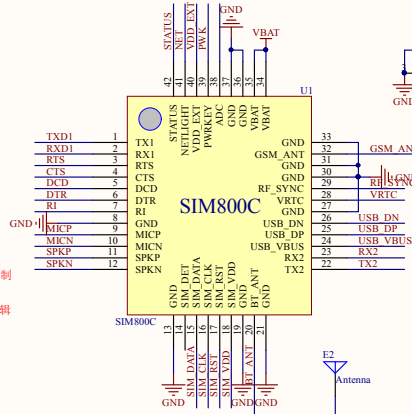 STATUS
NET
VDD_EXT
PWK
GND
VBAT
42
41
40
39
38
37
36
35
34
U1
STATUS
NETLIGHT
VDD_EXT
PWRKEY
ADC
GND
GND
VBAT
VBAT
GND
TXD1 1 TX1 GND 33
RXD1 2 RX1 GSM_ANT 32 GSM_AN
RTS 3 RTS GND 31
CTS 4 CTS GND 30 GND
DCD 5 DCD RF_SYNC 29 RF_SYNC
DTR 6 DTR VRTC 28 VRTC
RI 7 RI GND 27
SIM800C
GND 8 GND USB_DN 26 USB_DN
MICP 9 MICP USB_DP 25 USB_DP
MICN 10 MICN USB_VBUS 24 USB_VBUS
SPKP 11 SPKP RX2 23 RX2
SPKN 12 SPKN TX2 22 TX2
制
辑
GND
SIM_DET
SIM_DATA
SIM_CLK
SIM_RST
SIM_VDD
GND
BT_ANT
GND
SIM800C
13
14
15
16
17
18
19
20
21
SIM_DATA
SIM_CLK
SIM_RST
SIM_VDD
BT_ANT
GND
GND
GND
E2
Antenna